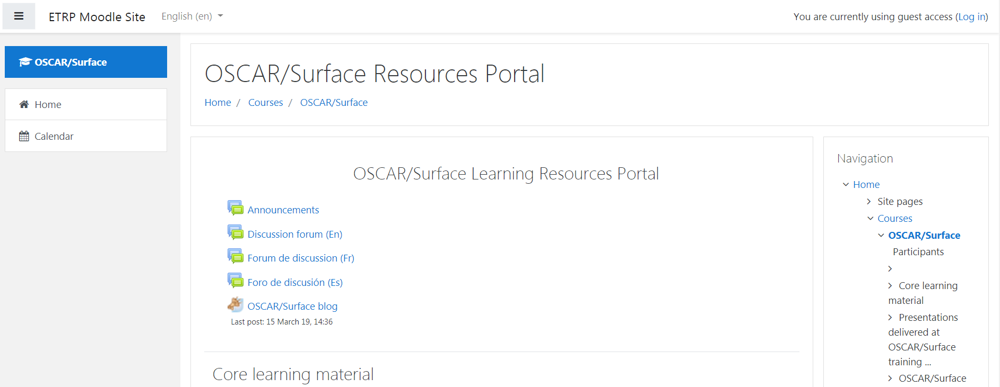 ETRP Moodle Site
English (en)
You are currently using guest access (Log in)
OSCAR/Surface
Home
Calendar
OSCAR/Surface Resources Portal
Home / Courses / OSCAR/Surface
OSCAR/Surface Learning Resources Portal
Announcements
Discussion forum (En)
Forum de discussion (Fr)
Foro de discusión (Es)
OSCAR/Surface blog
Last post: 15 March 19, 14:36
Core learning material
Navigation
Home
Site pages
Courses
OSCAR/Surface
Participants
Core learning
material
Presentations
delivered at
OSCAR/Surface
training ...
OSCAR/Surface